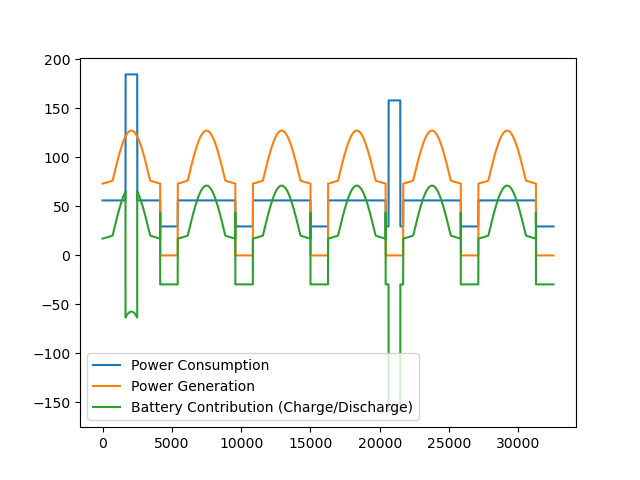 200
150
100
50
0
−50
−100
−150
Power Consumption
Power Generation
Battery Contribution (Charge/Discharge)
0 5000 10000 15000 20000 25000 30000